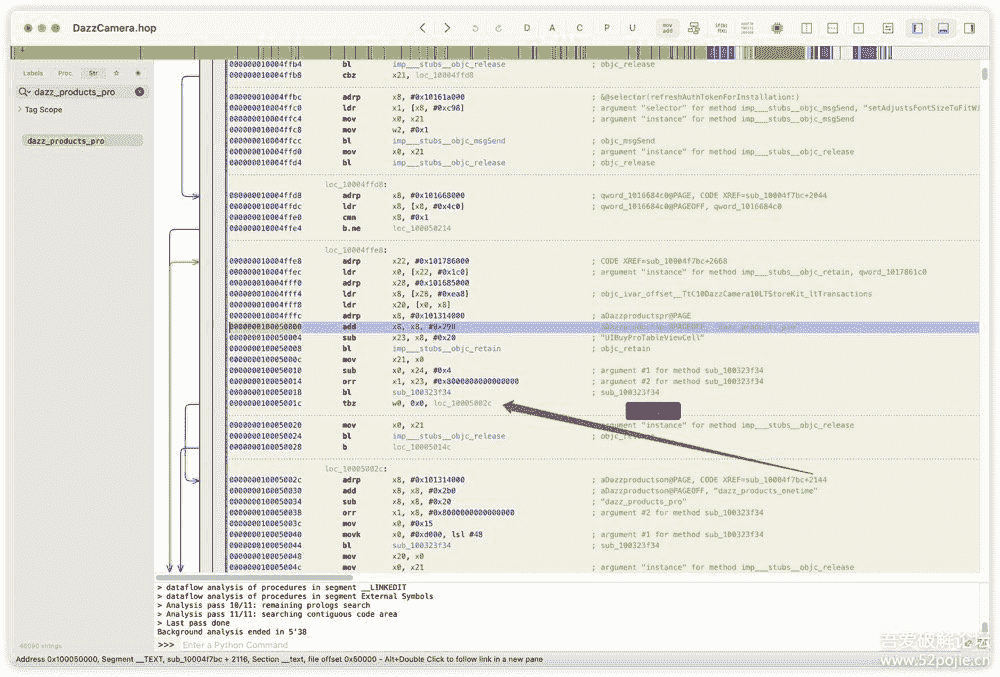 DazzCamera.hop
D A C P U
Labels Proc. Str
dazz_products_pro
Tag Scope
dazz_products_pro
000000010004ffb4 bl imp___stubs__objc_release ; objc_release
000000010004ffb8 cbz x21, loc_10004ffd8
000000010004ffbc adrp x8, #0x10161a000 ; &@selector(refreshAuthTokenForInstallation:)
000000010004ffc0 ldr x1, [x8, #0xc98] ; argument "selector" for method imp___stubs__objc_msgSend, "setAdjustsFontSizeToFitWi
000000010004ffc4 mov x0, x21 ; argument "instance" for method imp___stubs__objc_msgSend
000000010004ffc8 mov w2, #0x1
000000010004ffcc bl imp___stubs__objc_msgSend ; objc_msgSend
000000010004ffd0 mov x0, x21 ; argument "instance" for method imp___stubs__objc_release
000000010004ffd4 bl imp___stubs__objc_release ; objc_release
loc_10004ffd8:
000000010004ffd8 adrp x8, #0x101668000 ; qword_1016684c0@PAGE, CODE XREF=sub_10004f7bc+2044
000000010004ffdc ldr x8, [x8, #0x4c0] ; qword_1016684c0@PAGEOFF, qword_1016684c0
000000010004ffe0 cmn x8, #0x1
000000010004ffe4 b.ne loc_100050214
loc_10004ffe8:
000000010004ffe8 adrp x22, #0x101786000 ; CODE XREF=sub_10004f7bc+2668
000000010004ffec ldr x0, [x22, #0x1c0] ; argument "instance" for method imp___stubs__objc_retain, qword_1017861c0
000000010004fff0 adrp x28, #0x101685000
000000010004fff4 ldr x8, [x28, #0xea8] ; objc_ivar_offset__TtC10DazzCamera10LTStoreKit_ltTransactions
000000010004fff8 ldr x20, [x0, x8]
000000010004fffc adrp x8, #0x101314000 ; aDazzproductspr@PAGE
0000000100050000 add x8, x8, #0x290 ; aDazzproductspr@PAGEOFF, "dazz_products_pro"
0000000100050004 sub x23, x8, #0x20 ; "UIBuyProTableViewCell"
0000000100050008 bl imp___stubs__objc_retain ; objc_retain
000000010005000c mov x21, x0
0000000100050010 sub x0, x24, #0x4 ; argument #1 for method sub_100323f34
0000000100050014 orr x1, x23, #0x8000000000000000 ; argument #2 for method sub_100323f34
0000000100050018 bl sub_100323f34 ; sub_100323f34
000000010005001c tbz w0, 0x0, loc_10005002c
0000000100050020 mov x0, x21 ; argument "instance" for method imp___stubs__objc_release
0000000100050024 bl imp___stubs__objc_release ; objc_release
0000000100050028 b loc_10005014c
loc_10005002c:
000000010005002c adrp x8, #0x101314000 ; aDazzproductson@PAGE, CODE XREF=sub_10004f7bc+2144
0000000100050030 add x8, x8, #0x2b0 ; aDazzproductson@PAGEOFF, "dazz_products_onetime"
0000000100050034 sub x8, x8, #0x20 ; "dazz_products_pro"
0000000100050038 orr x1, x8, #0x8000000000000000 ; argument #2 for method sub_100323f34
000000010005003c mov x0, #0x15
0000000100050040 movk x0, #0xd000, lsl #48 ; argument #1 for method sub_100323f34
0000000100050044 bl sub_100323f34 ; sub_100323f34
0000000100050048 mov x20, x0
000000010005004c mov x0, x21 ; argument "instance" for method imp___stubs__objc_release
> dataflow analysis of procedures in segment __LINKEDIT
> dataflow analysis of procedures in segment External Symbols
> Analysis pass 10/11: remaining prologs search
> Analysis pass 11/11: searching contiguous code area
> Last pass done
Background analysis ended in 5'38
>>> Enter a Python Command
Address 0x100050000, Segment __TEXT, sub_10004f7bc + 2116, Section __text, file offset 0x50000 - Alt+Double Click to follow link in a new pane
吾爱破解论坛
www.52pojie.cn